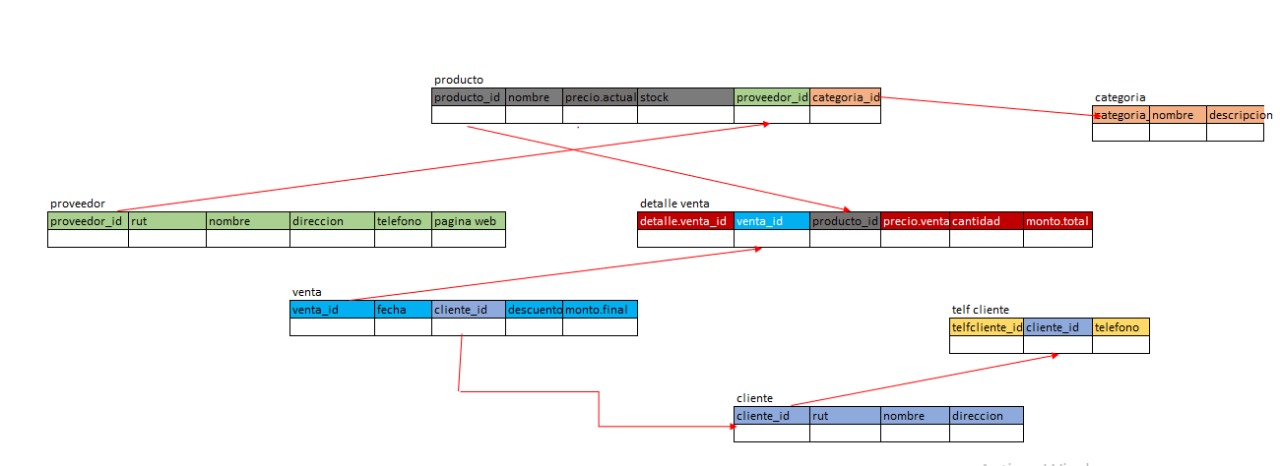 producto
producto_id nombre precio.actual stock proveedor_id categoria_id
categoria
categoria_ nombre descripcion
proveedor
proveedor_id rut nombre direccion telefono pagina web
detalle venta
detalle.venta_id venta_id producto_id precio.venta cantidad monto.total
venta
venta_id fecha cliente_id descuento monto.final
telf cliente
telfcliente_id cliente_id telefono
cliente
cliente_id rut nombre direccion